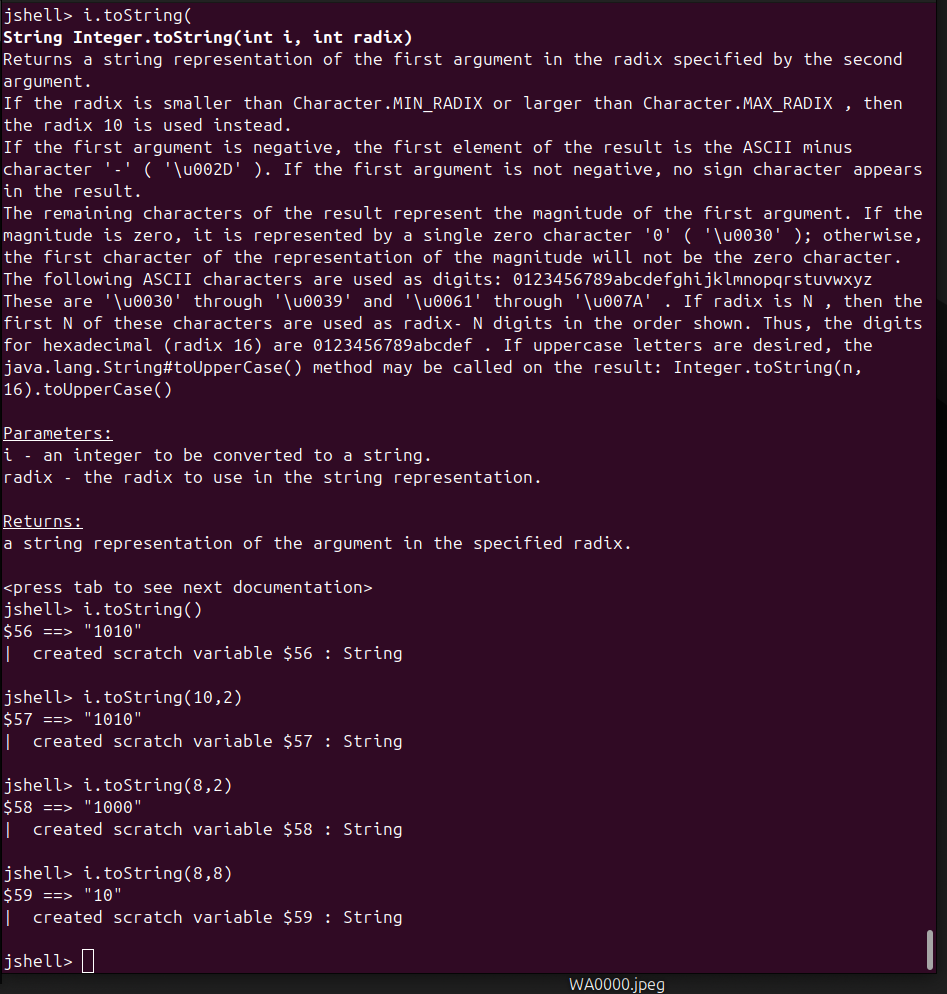 jshell> i.toString(
String Integer.toString(int i, int radix)
Returns a string representation of the first argument in the radix specified by the second
argument.
If the radix is smaller than Character.MIN_RADIX or larger than Character.MAX_RADIX , then
the radix 10 is used instead.
If the first argument is negative, the first element of the result is the ASCII minus
character '-' ( '\u002D' ). If the first argument is not negative, no sign character appears
in the result.
The remaining characters of the result represent the magnitude of the first argument. If the
magnitude is zero, it is represented by a single zero character '0' ( '\u0030' ); otherwise,
the first character of the representation of the magnitude will not be the zero character.
The following ASCII characters are used as digits: 0123456789abcdefghijklmnopqrstuvwxyz
These are '\u0030' through '\u0039' and '\u0061' through '\u007A' . If radix is N , then the
first N of these characters are used as radix- N digits in the order shown. Thus, the digits
for hexadecimal (radix 16) are 0123456789abcdef . If uppercase letters are desired, the
java.lang.String#toUpperCase() method may be called on the result: Integer.toString(n,
16).toUpperCase()
Parameters:
i - an integer to be converted to a string.
radix - the radix to use in the string representation.
Returns:
a string representation of the argument in the specified radix.
<press tab to see next documentation>
jshell> i.toString()
$56 ==> "1010"
|  created scratch variable $56 : String
jshell> i.toString(10,2)
$57 ==> "1010"
|  created scratch variable $57 : String
jshell> i.toString(8,2)
$58 ==> "1000"
|  created scratch variable $58 : String
jshell> i.toString(8,8)
$59 ==> "10"
|  created scratch variable $59 : String
jshell>
WA0000.jpeg